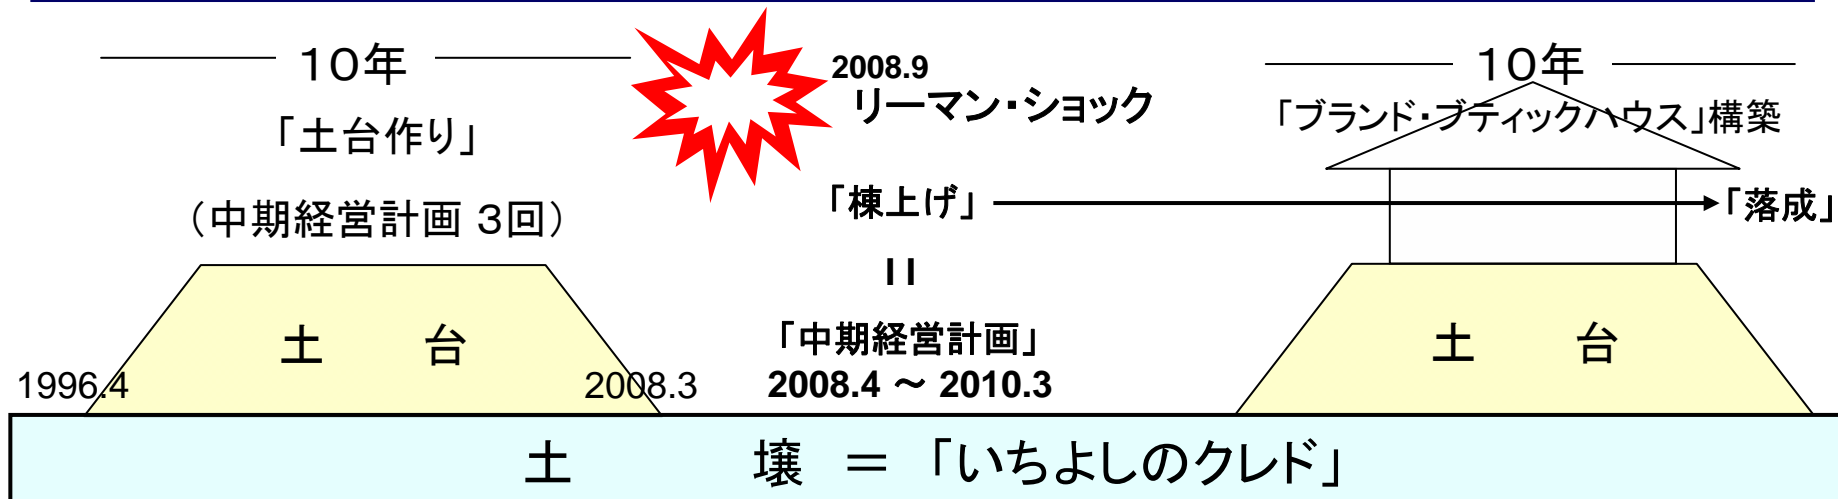 10年
「土台作り」
（中期経営計画 3回）
土 台
1996.4
2008.3
2008.9
リーマン・ショック
「棟上げ」
＝
「中期経営計画」
2008.4 ～ 2010.3
10年
「ブランド・ブティックハウス」構築
「落成」
土 台
土 壌 ＝ 「いちよしのクレド」